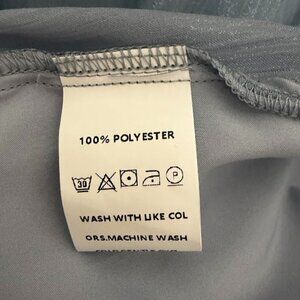 100% POLYESTER
30 P
WASH WITH LIKE COL
ORS.MACHINE WASH